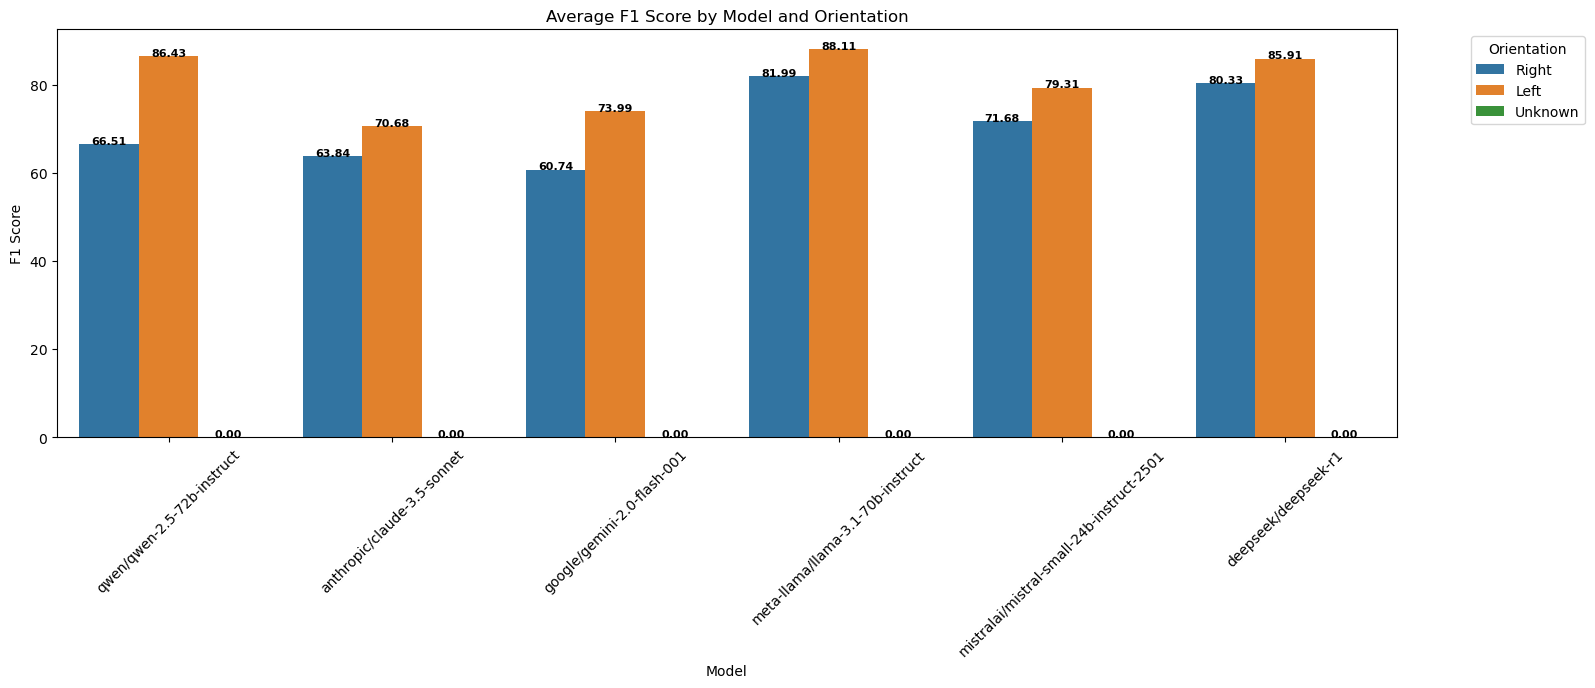 Average F1 Score by Model and Orientation
Orientation
Right
Left
Unknown
F1 Score
80
60
40
20
0
66.51
86.43
0.00
63.84
70.68
0.00
60.74
73.99
0.00
81.99
88.11
0.00
71.68
79.31
0.00
80.33
85.91
0.00
qwen/qwen-2.5-72b-instruct
anthropic/claude-3.5-sonnet
google/gemini-2.0-flash-001
meta-llama/llama-3.1-70b-instruct
mistralai/mistral-small-24b-instruct-2501
deepseek/deepseek-r1
Model